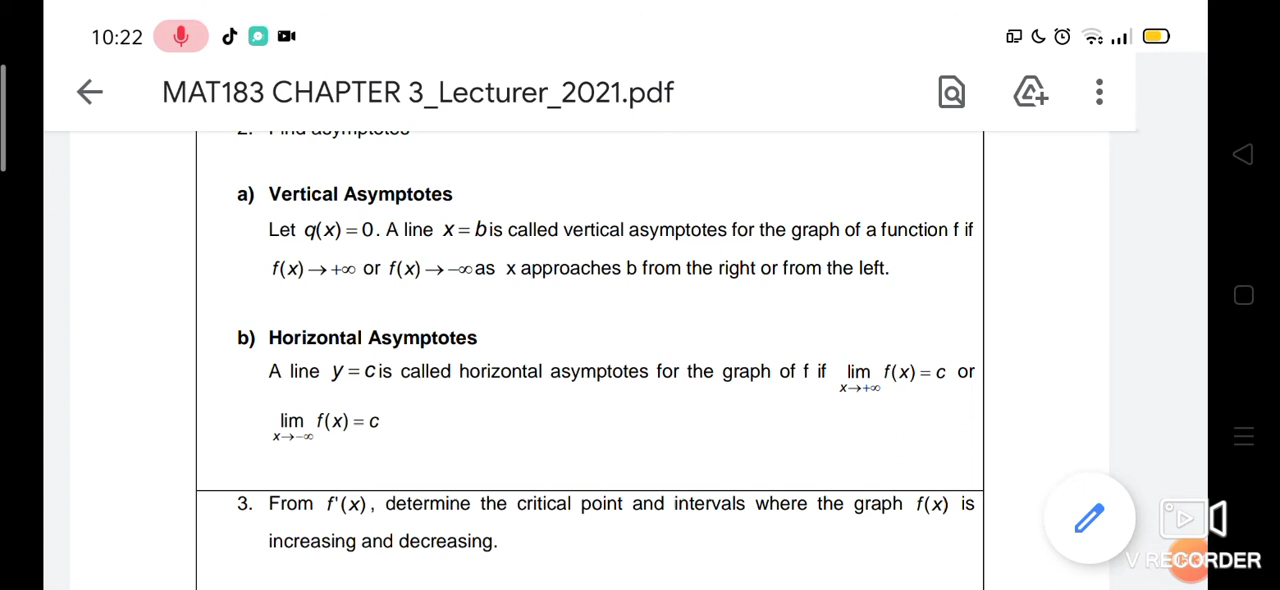 10:22
MAT183 CHAPTER 3_Lecturer_2021.pdf
2. Find asymptotes
a) Vertical Asymptotes
Let q(x) = 0. A line x = b is called vertical asymptotes for the graph of a function f if
f(x) → +∞ or f(x) → −∞ as x approaches b from the right or from the left.
b) Horizontal Asymptotes
A line y = c is called horizontal asymptotes for the graph of f if lim x→+∞ f(x) = c or
lim x→−∞ f(x) = c
3. From f'(x), determine the critical point and intervals where the graph f(x) is
increasing and decreasing.
V RECORDER